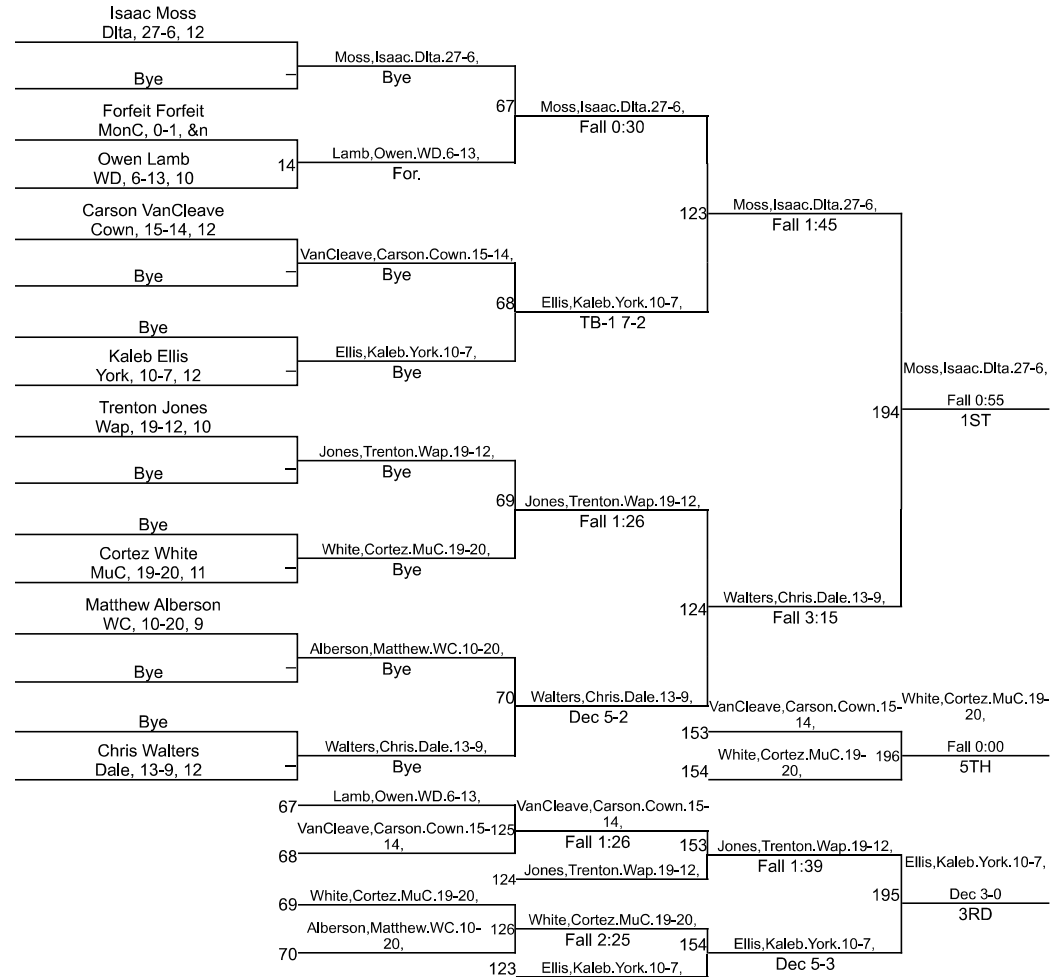 Isaac Moss
Dlta, 27-6, 12
Bye
Forfeit Forfeit
MonC, 0-1, &n
Owen Lamb
WD, 6-13, 10
14
Carson VanCleave
Cown, 15-14, 12
Bye
Bye
Kaleb Ellis
York, 10-7, 12
Trenton Jones
Wap, 19-12, 10
Bye
Bye
Cortez White
MuC, 19-20, 11
Matthew Alberson
WC, 10-20, 9
Bye
Bye
Chris Walters
Dale, 13-9, 12
Moss,Isaac.Dlta.27-6,
Bye
67
Lamb,Owen.WD.6-13,
For.
VanCleave,Carson.Cown.15-14,
Bye
68
Ellis,Kaleb.York.10-7,
Bye
Jones,Trenton.Wap.19-12,
Bye
69
White,Cortez.MuC.19-20,
Bye
Alberson,Matthew.WC.10-20,
Bye
70
Walters,Chris.Dale.13-9,
Bye
Moss,Isaac.Dlta.27-6,
Fall 0:30
123
Ellis,Kaleb.York.10-7,
TB-1 7-2
Jones,Trenton.Wap.19-12,
Fall 1:26
124
Walters,Chris.Dale.13-9,
Dec 5-2
Moss,Isaac.Dlta.27-6,
Fall 1:45
194
Walters,Chris.Dale.13-9,
Fall 3:15
Moss,Isaac.Dlta.27-6,
Fall 0:55
1ST
VanCleave,Carson.Cown.15-
14,
153
White,Cortez.MuC.19-
20,
154
196
White,Cortez.MuC.19-
20,
Fall 0:00
5TH
67
Lamb,Owen.WD.6-13,
VanCleave,Carson.Cown.15-
14,
68
125
VanCleave,Carson.Cown.15-
14,
Fall 1:26
153
124
Jones,Trenton.Wap.19-12,
Jones,Trenton.Wap.19-12,
Fall 1:39
69
White,Cortez.MuC.19-20,
Alberson,Matthew.WC.10-
20,
70
126
White,Cortez.MuC.19-20,
Fall 2:25
154
123
Ellis,Kaleb.York.10-7,
Ellis,Kaleb.York.10-7,
Dec 5-3
195
Ellis,Kaleb.York.10-7,
Dec 3-0
3RD